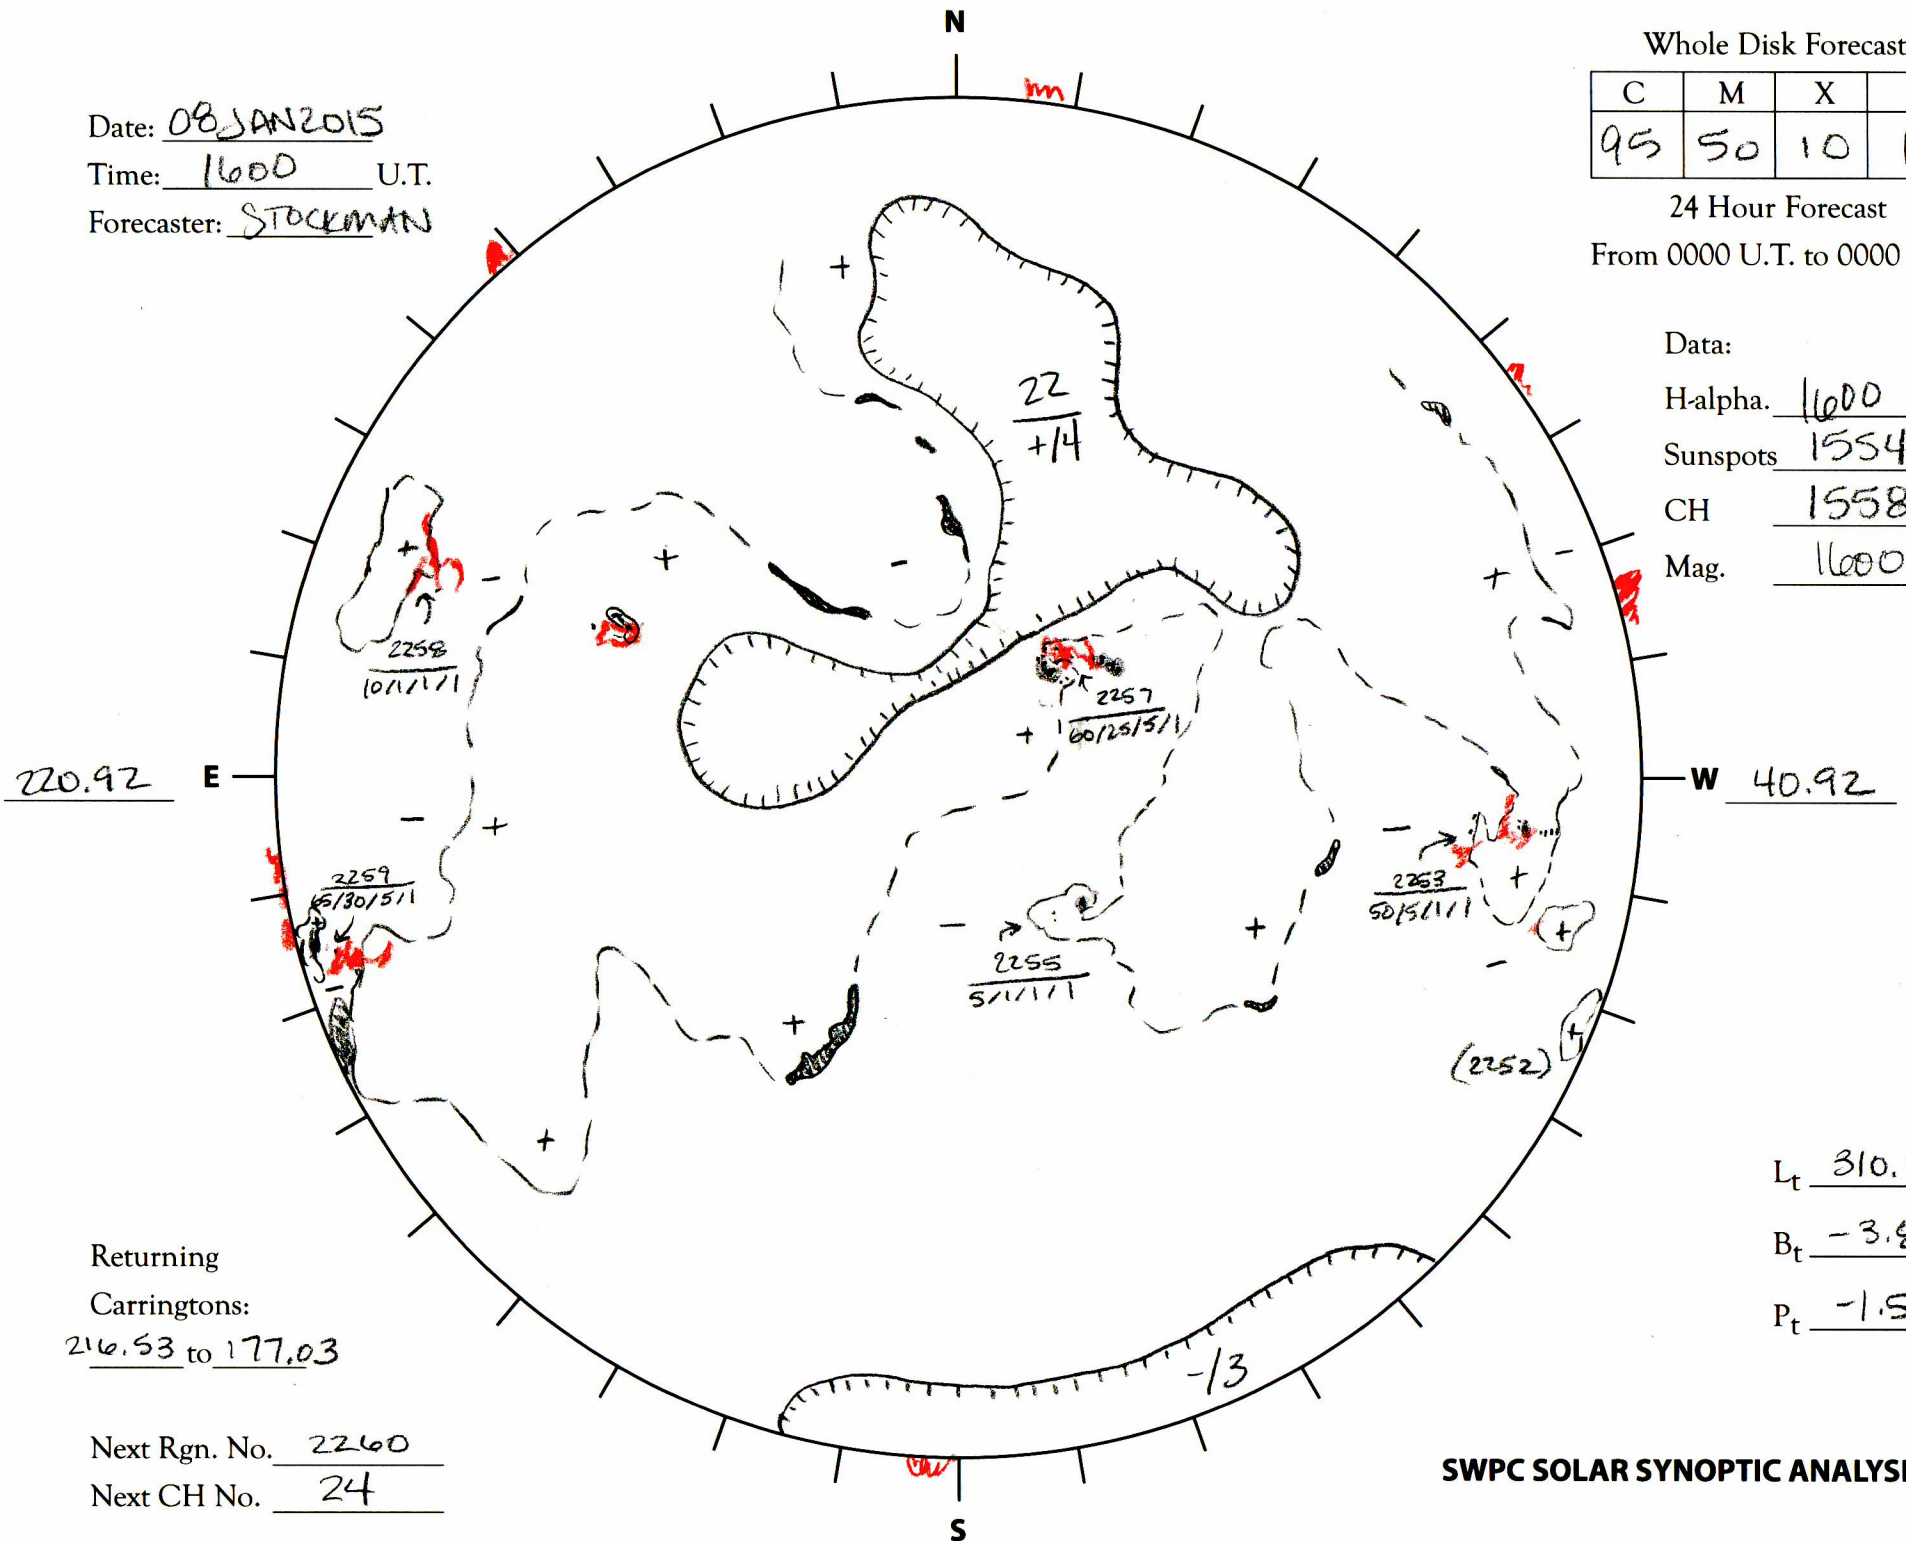 N
Whole Disk Forecast
C M X
95 50 10
24 Hour Forecast
From 0000 U.T. to 0000
Date: 08JAN2015
Time: 1600 U.T.
Forecaster: STOCKMAN
Data:
H-alpha. 1600
Sunspots 1554
CH 1558
Mag. 1600
+
22
+/4
+
-
+
-
-
+
-
2258
10/1/1/1
2257
60/25/5/1
+
220.92 E
W 40.92
-
+
-
2259
65/30/5/1
+
2253
50/5/1/1
+
+
-
2255
5/1/1/1
+
-
-
+
+
(2252)
+
Lt 310.
Bt -3.
Pt -1.5
Returning
Carringtons:
216.53 to 177.03
-/3
Next Rgn. No. 2260
Next CH No. 24
SWPC SOLAR SYNOPTIC ANALYSI
S